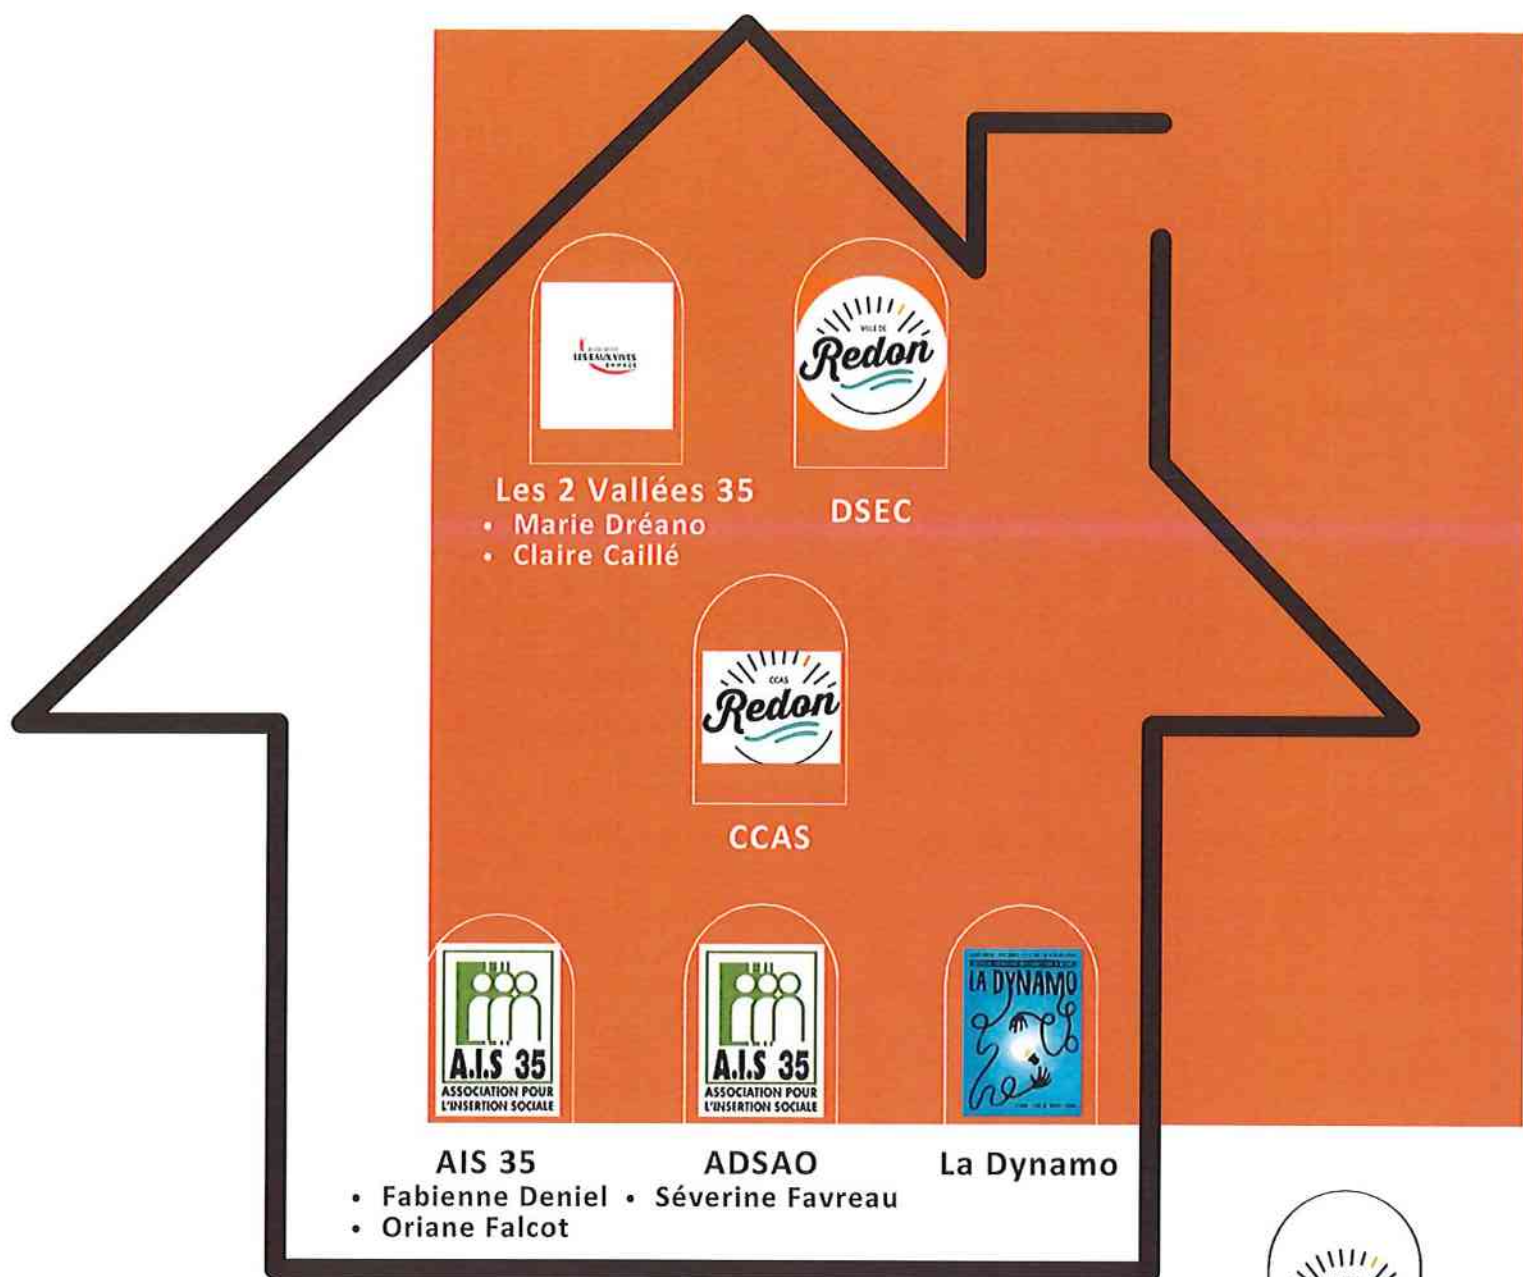 LES EAUX VIVES
EMMAÜS
VILLE DE
Redon
Les 2 Vallées 35
• Marie Dréano
• Claire Caillé
DSEC
CCAS
Redon
CCAS
A.I.S 35
ASSOCIATION POUR
L'INSERTION SOCIALE
A.I.S 35
ASSOCIATION POUR
L'INSERTION SOCIALE
LA DYNAMO
AIS 35
• Fabienne Deniel
• Oriane Falcot
ADSAO
• Séverine Favreau
La Dynamo